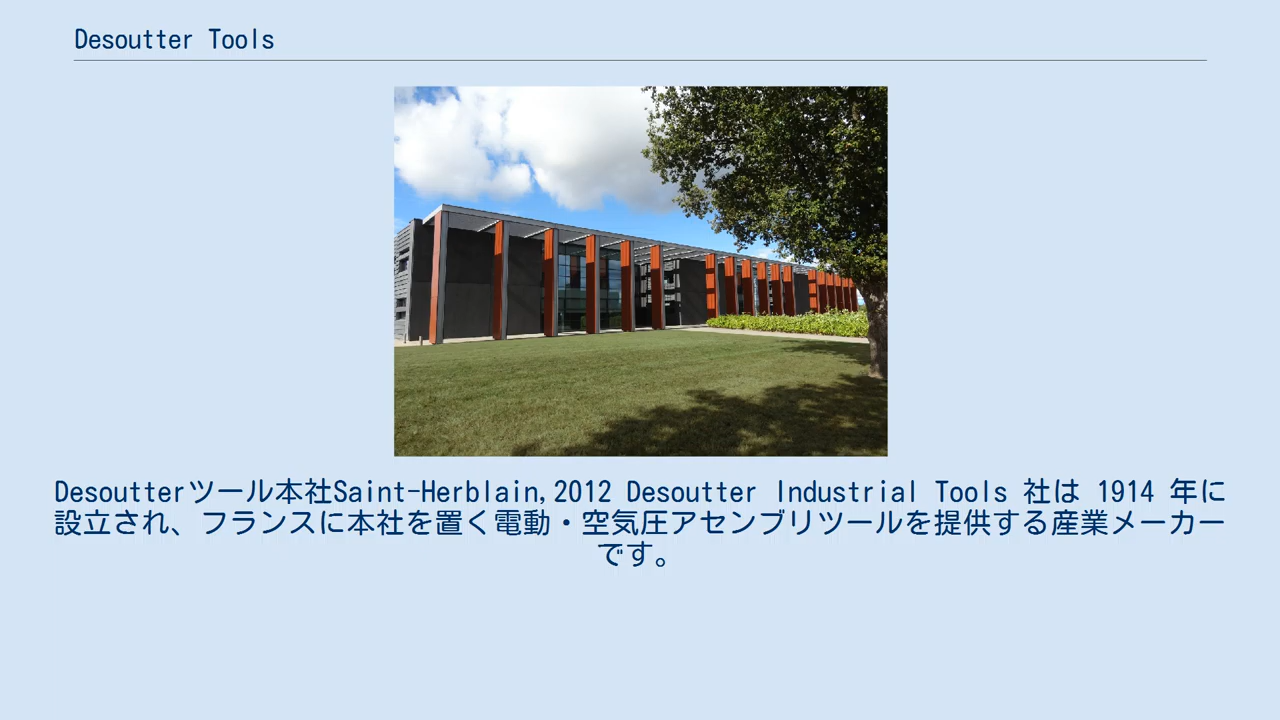 Desoutter Tools
Desoutterツール本社Saint-Herblain,2012 Desoutter Industrial Tools 社は 1914 年に
設立され、フランスに本社を置く電動・空気圧アセンブリツールを提供する産業メーカー
です。